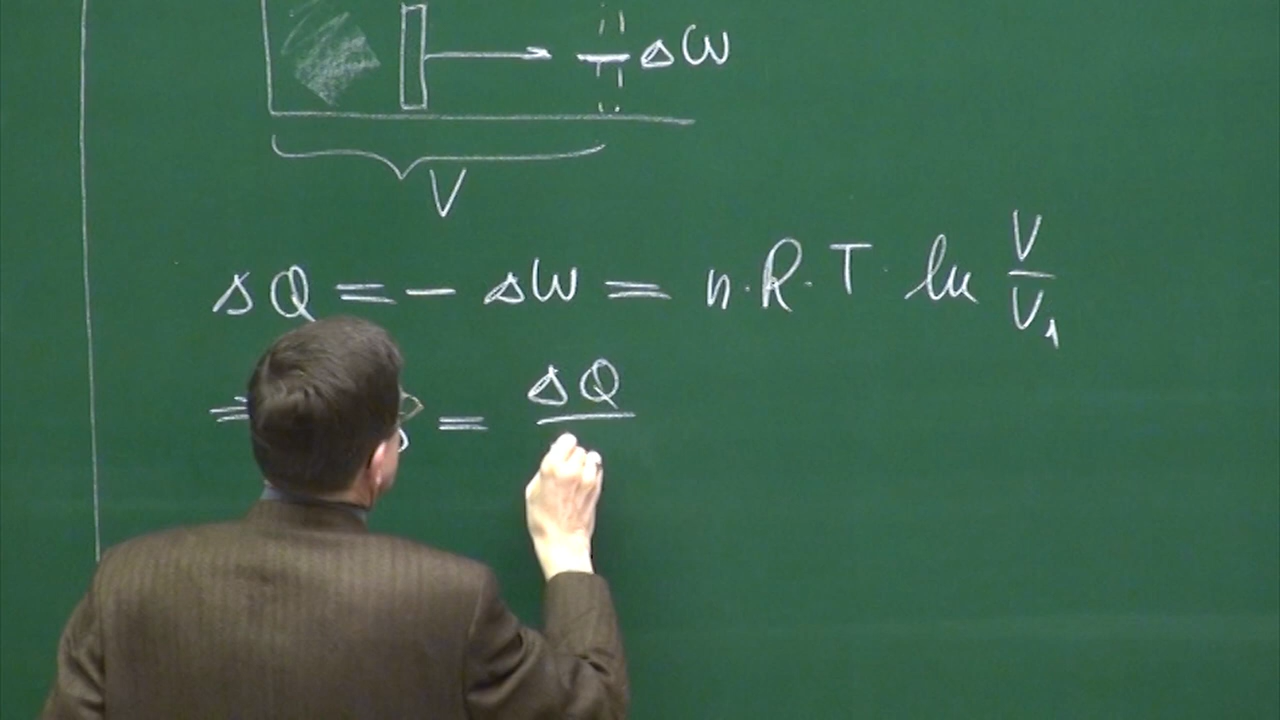 ΔW
V
ΔQ = - ΔW = n·R·T·ln V/V₁
= ΔQ